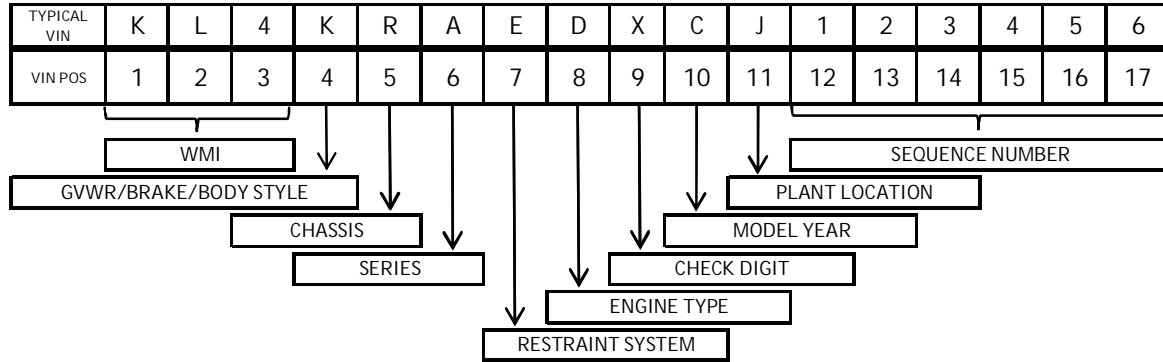 TYPICAL VIN K L 4 K R A E D X C J 1 2 3 4 5 6
VIN POS 1 2 3 4 5 6 7 8 9 10 11 12 13 14 15 16 17
WMI SEQUENCE NUMBER
GVWR/BRAKE/BODY STYLE PLANT LOCATION
CHASSIS MODEL YEAR
SERIES CHECK DIGIT
ENGINE TYPE
RESTRAINT SYSTEM